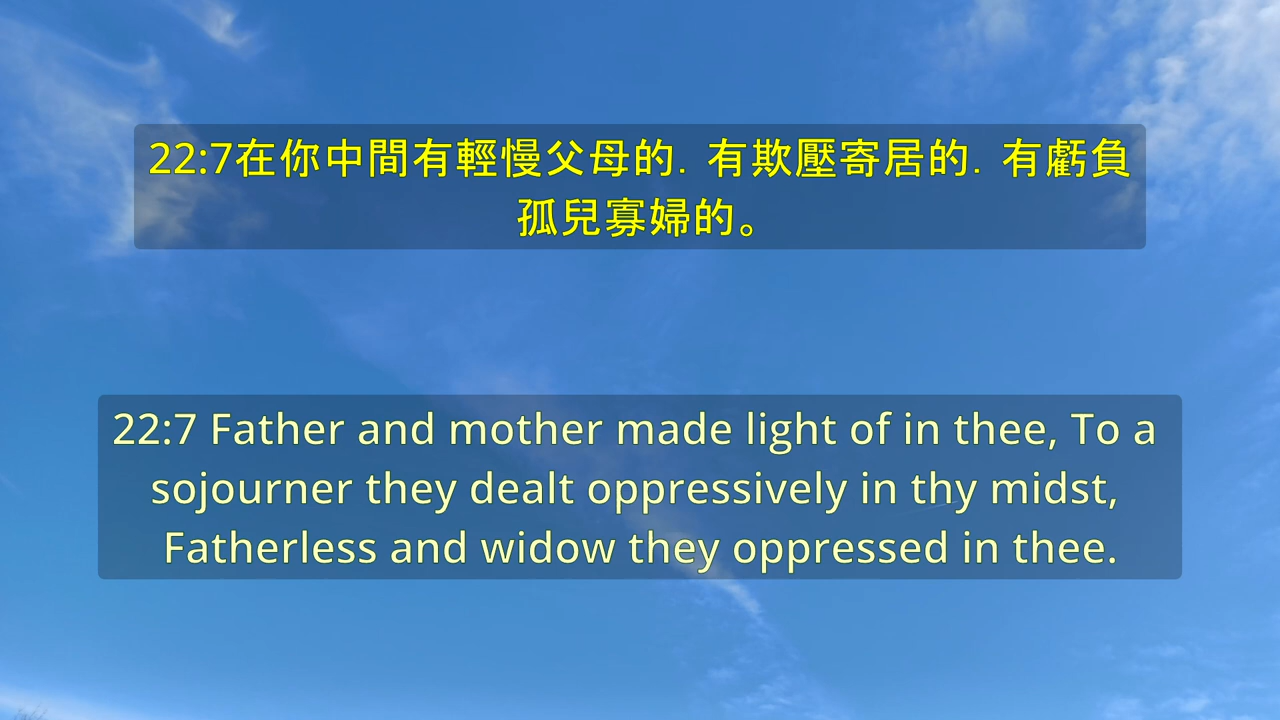 22:7在你中間有輕慢父母的．有欺壓寄居的．有虧負
孤兒寡婦的。
22:7 Father and mother made light of in thee, To a
sojourner they dealt oppressively in thy midst,
Fatherless and widow they oppressed in thee.